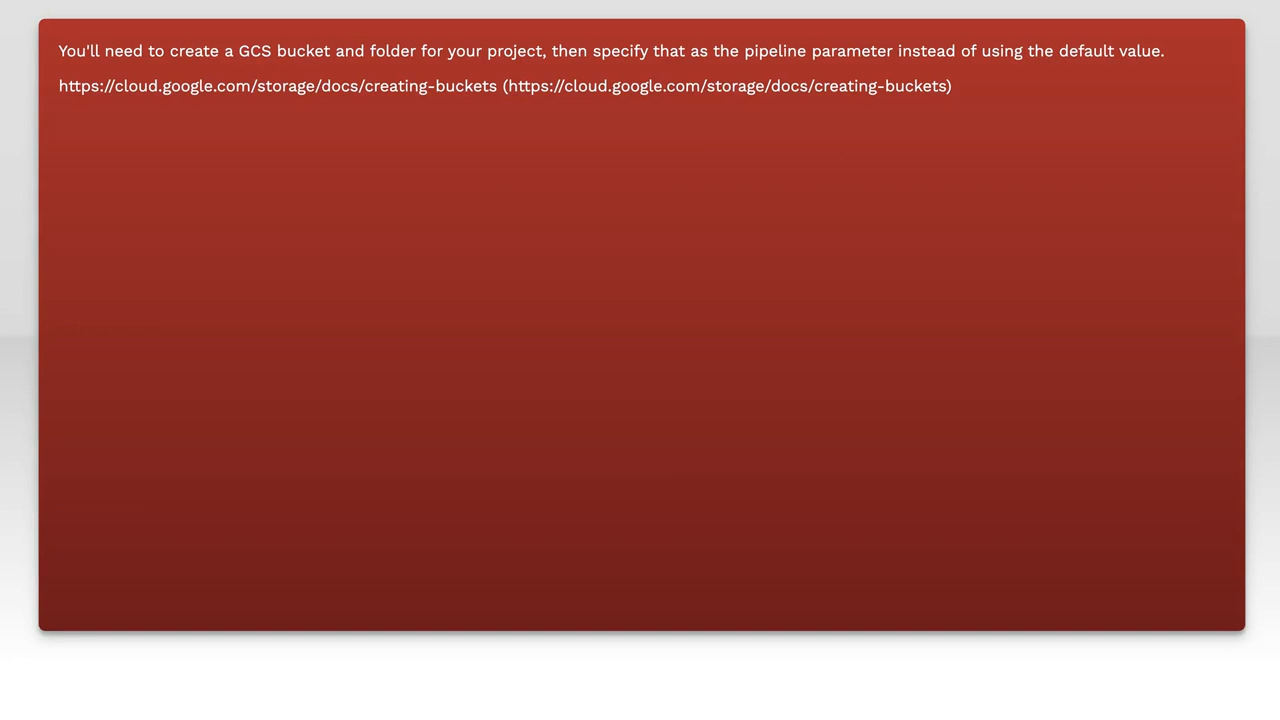 You'll need to create a GCS bucket and folder for your project, then specify that as the pipeline parameter instead of using the default value.
https://cloud.google.com/storage/docs/creating-buckets (https://cloud.google.com/storage/docs/creating-buckets)